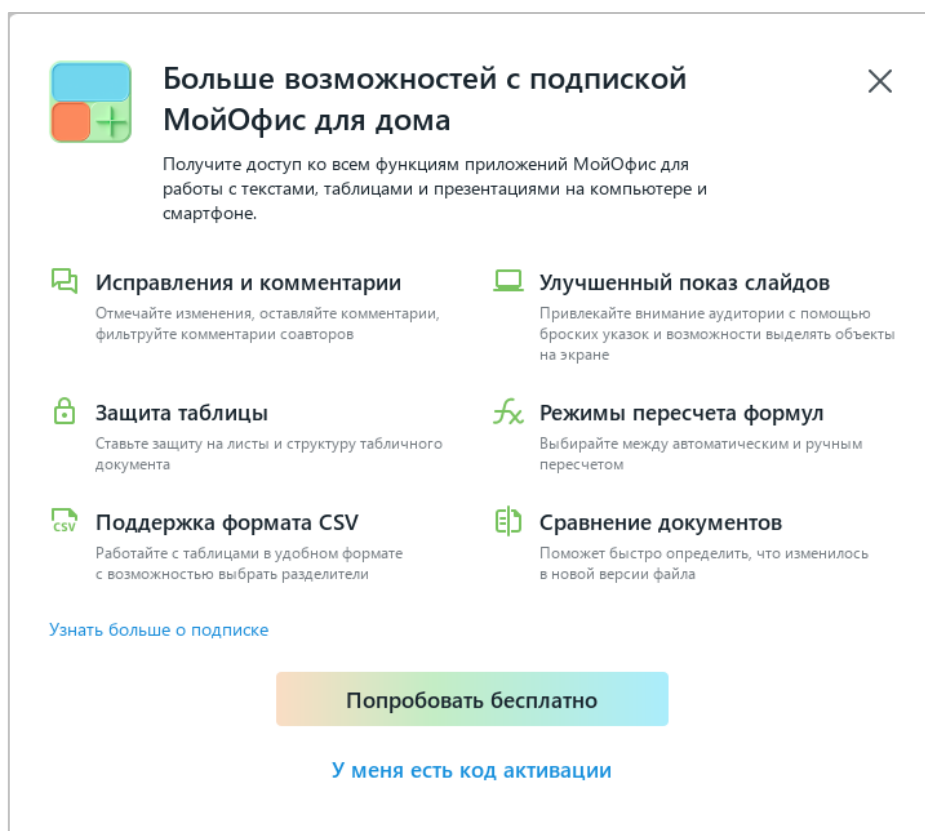 Больше возможностей с подпиской
МойОфис для дома
Получите доступ ко всем функциям приложений МойОфис для
работы с текстами, таблицами и презентациями на компьютере и
смартфоне.
Исправления и комментарии
Отмечайте изменения, оставляйте комментарии,
фильтруйте комментарии соавторов
Улучшенный показ слайдов
Привлекайте внимание аудитории с помощью
броских указок и возможности выделять объекты
на экране
Защита таблицы
Ставьте защиту на листы и структуру табличного
документа
Режимы пересчета формул
Выбирайте между автоматическим и ручным
пересчетом
CSV
Поддержка формата CSV
Работайте с таблицами в удобном формате
с возможностью выбрать разделители
Сравнение документов
Поможет быстро определить, что изменилось
в новой версии файла
Узнать больше о подписке
Попробовать бесплатно
У меня есть код активации